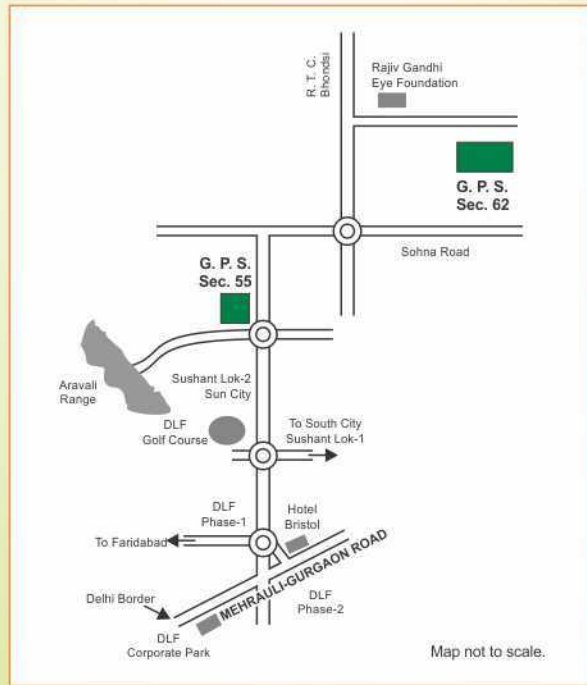 R. T. C.
Bhondsi
Rajiv Gandhi
Eye Foundation
G. P. S.
Sec. 62
Sohna Road
G. P. S.
Sec. 55
Aravali
Range
Sushant Lok-2
Sun City
DLF
Golf Course
To South City
Sushant Lok-1
DLF
Phase-1
Hotel
Bristol
To Faridabad
MEHRAULI-GURGAON ROAD
Delhi Border
DLF
Phase-2
DLF
Corporate Park
Map not to scale.